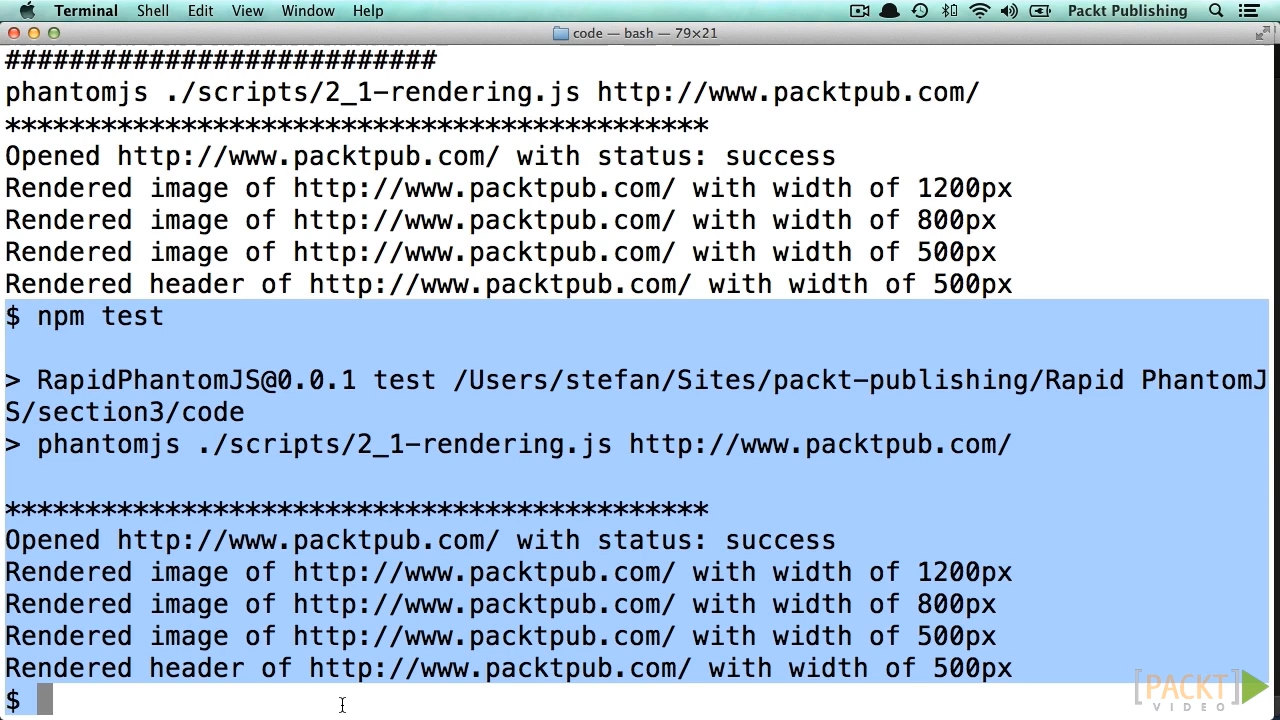 Terminal Shell Edit View Window Help Packt Publishing
code — bash — 79×21
###########################
phantomjs ./scripts/2_1-rendering.js http://www.packtpub.com/
********************************************
Opened http://www.packtpub.com/ with status: success
Rendered image of http://www.packtpub.com/ with width of 1200px
Rendered image of http://www.packtpub.com/ with width of 800px
Rendered image of http://www.packtpub.com/ with width of 500px
Rendered header of http://www.packtpub.com/ with width of 500px
$ npm test
> RapidPhantomJS@0.0.1 test /Users/stefan/Sites/packt-publishing/Rapid PhantomJ
S/section3/code
> phantomjs ./scripts/2_1-rendering.js http://www.packtpub.com/
********************************************
Opened http://www.packtpub.com/ with status: success
Rendered image of http://www.packtpub.com/ with width of 1200px
Rendered image of http://www.packtpub.com/ with width of 800px
Rendered image of http://www.packtpub.com/ with width of 500px
Rendered header of http://www.packtpub.com/ with width of 500px
$
[PACKT]
VIDEO